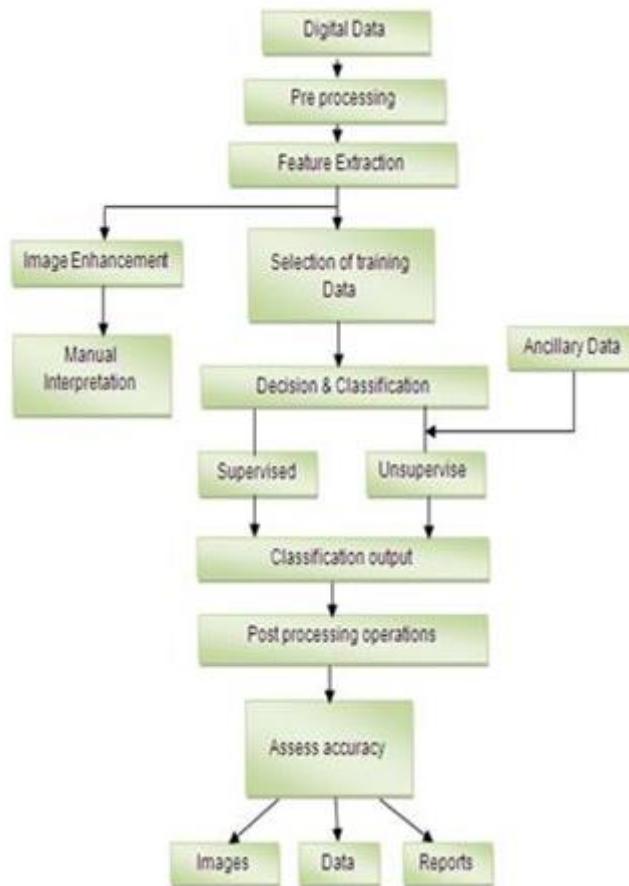 Digital Data
Pre processing
Feature Extraction
Image Enhancement
Selection of training
Data
Manual
Interpretation
Ancillary Data
Decision & Classification
Supervised
Unsupervise
Classification output
Post processing operations
Assess accuracy
Images
Data
Reports